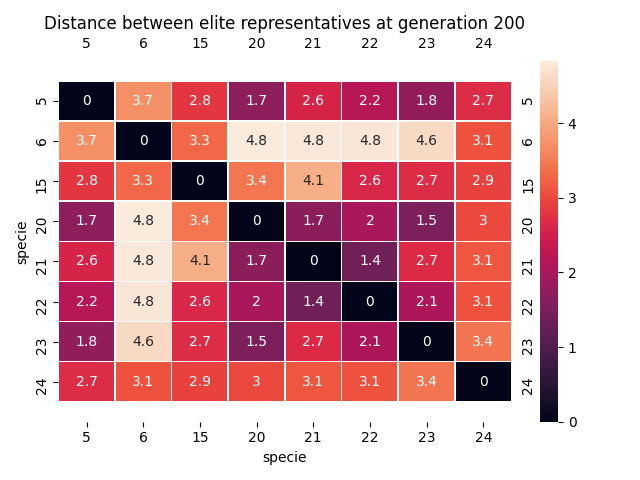 Distance between elite representatives at generation 200
5 6 15 20 21 22 23 24
5 0 3.7 2.8 1.7 2.6 2.2 1.8 2.7 5
6 3.7 0 3.3 4.8 4.8 4.8 4.6 3.1 6
15 2.8 3.3 0 3.4 4.1 2.6 2.7 2.9 15
20 1.7 4.8 3.4 0 1.7 2 1.5 3 20
21 2.6 4.8 4.1 1.7 0 1.4 2.7 3.1 21
22 2.2 4.8 2.6 2 1.4 0 2.1 3.1 22
23 1.8 4.6 2.7 1.5 2.7 2.1 0 3.4 23
24 2.7 3.1 2.9 3 3.1 3.1 3.4 0 24
5 6 15 20 21 22 23 24
specie
specie
4
3
2
1
0